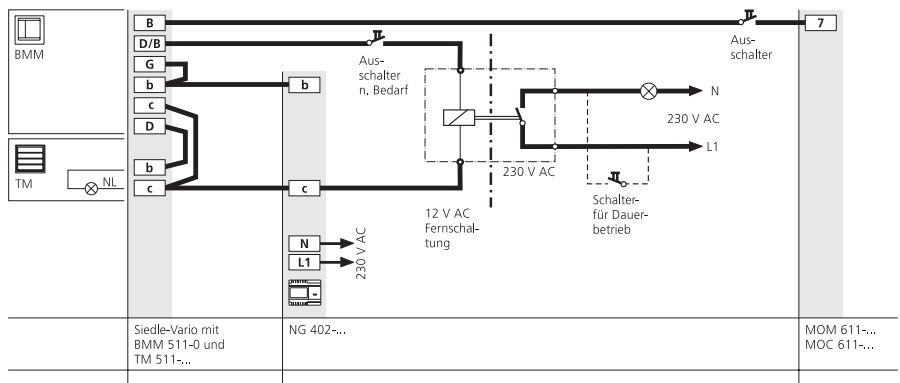 B
7
BMM
D/B
Aus-
schalter
n. Bedarf
Aus-
schalter
G
b
b
N
c
230 V AC
D
L1
TM
NL
b
230 V AC
c
c
Schalter
für Dauer-
betrieb
12 V AC
Fernschal-
tung
N
L1
230 V AC
Siedle-Vario mit
BMM 511-0 und
TM 511-...
NG 402-...
MOM 611-...
MOC 611-...